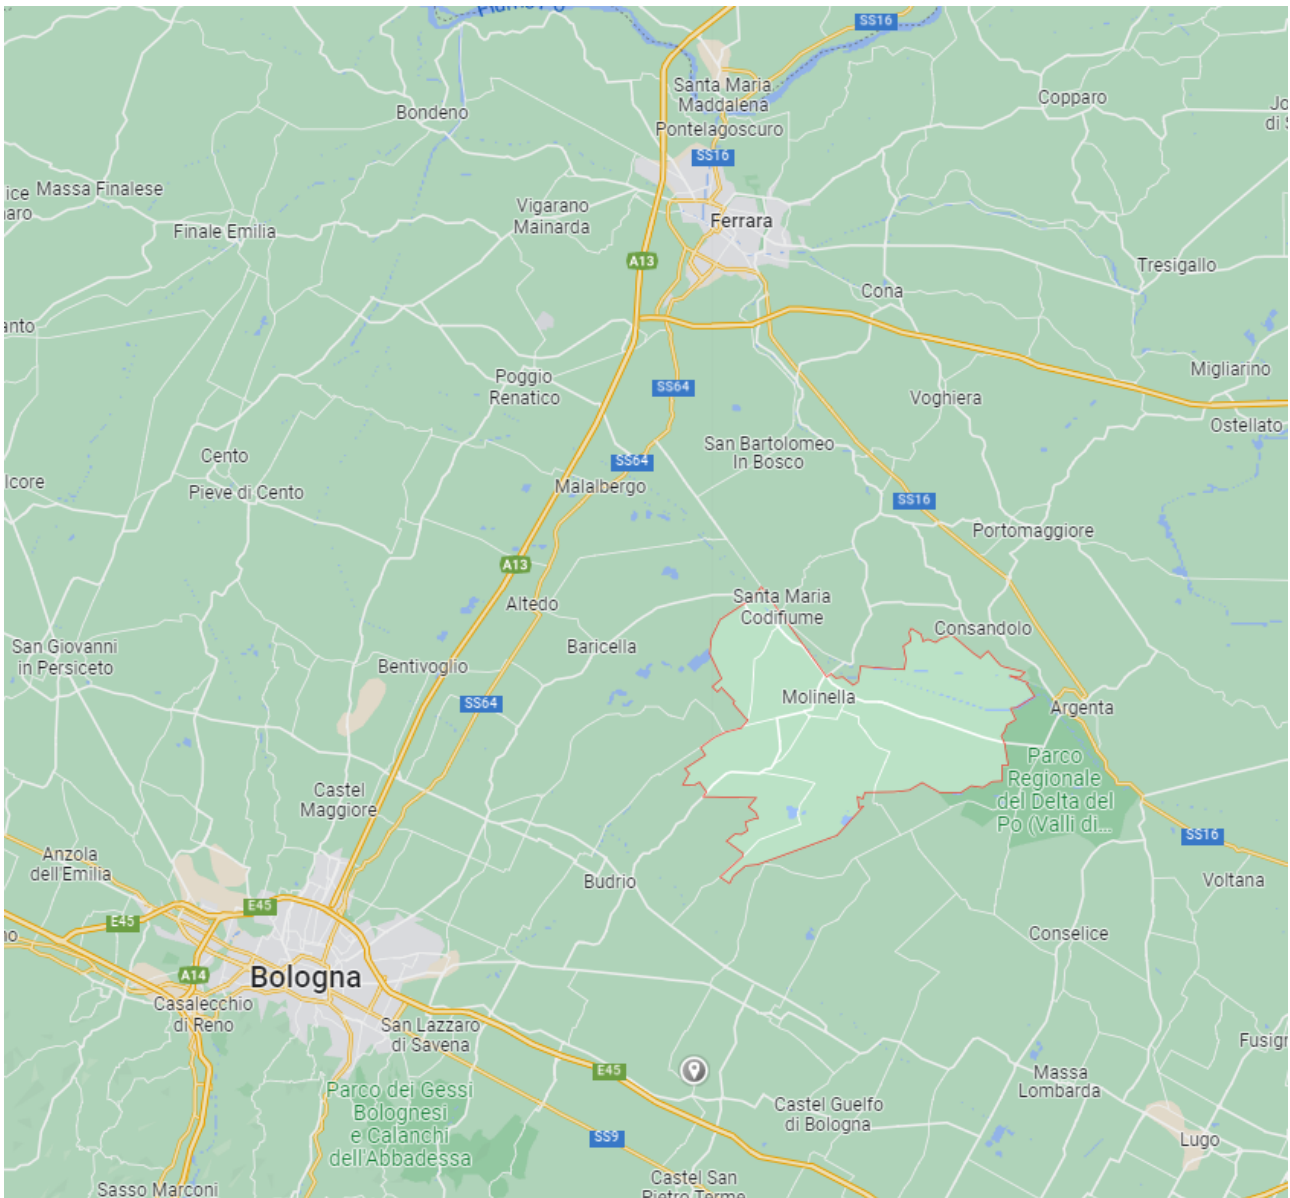 SS16
Santa Maria
Maddalena
Pontelagoscuro
SS16
Copparo
Bondeno
Massa Finalese
Vigarano
Mainarda
Ferrara
Finale Emilia
A13
Tresigallo
Cona
Poggio
Renatico
SS64
Migliarino
Voghiera
Ostellato
San Bartolomeo
In Bosco
SS64
Cento
Pieve di Cento
Malalbergo
SS16
Portomaggiore
A13
Altedo
Santa Maria
Codifiume
Consandolo
San Giovanni
in Persiceto
Baricella
Bentivoglio
SS64
Molinella
Argenta
Parco
Regionale
del Delta del
Po (Valli di...
Castel
Maggiore
SS16
Anzola
dell'Emilia
Budrio
Voltana
E45
E45
Conselice
A14
Bologna
Casalecchio
di Reno
San Lazzaro
di Savena
E45
Massa
Lombarda
Parco dei Gessi
Bolognesi
e Calanchi
dell'Abbadessa
Castel Guelfo
di Bologna
SS9
Lugo
Castel San
Pietro Terme
Sasso Marconi